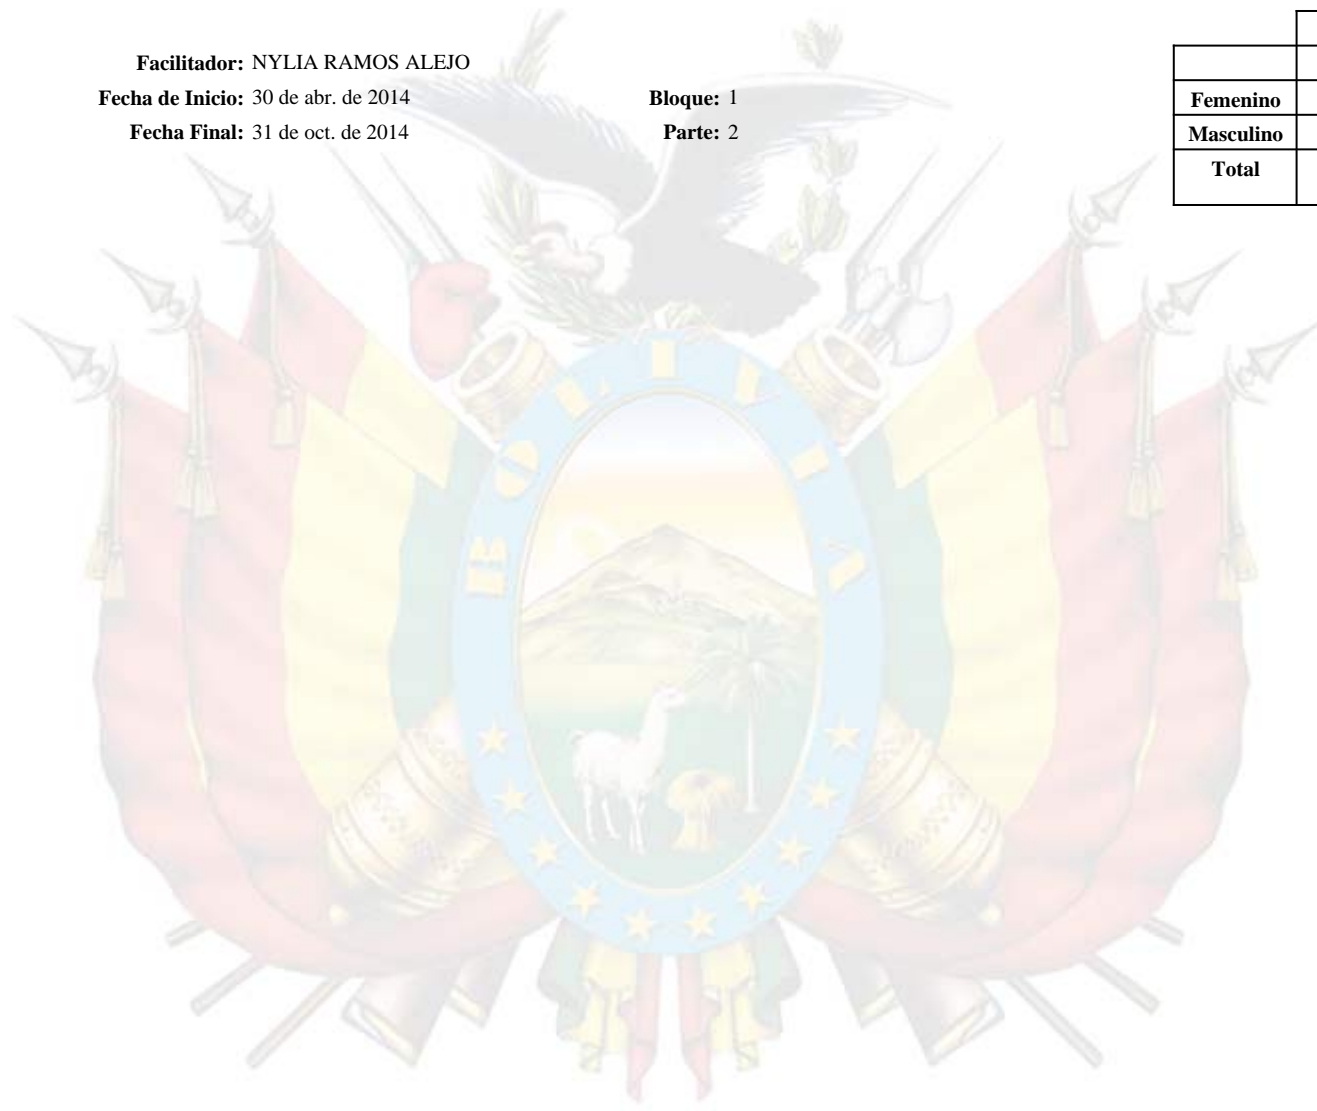 Facilitador: NYLIA RAMOS ALEJO
Fecha de Inicio: 30 de abr. de 2014 Bloque: 1
Fecha Final: 31 de oct. de 2014 Parte: 2
Femenino
Masculino
Total
BOLIVIA